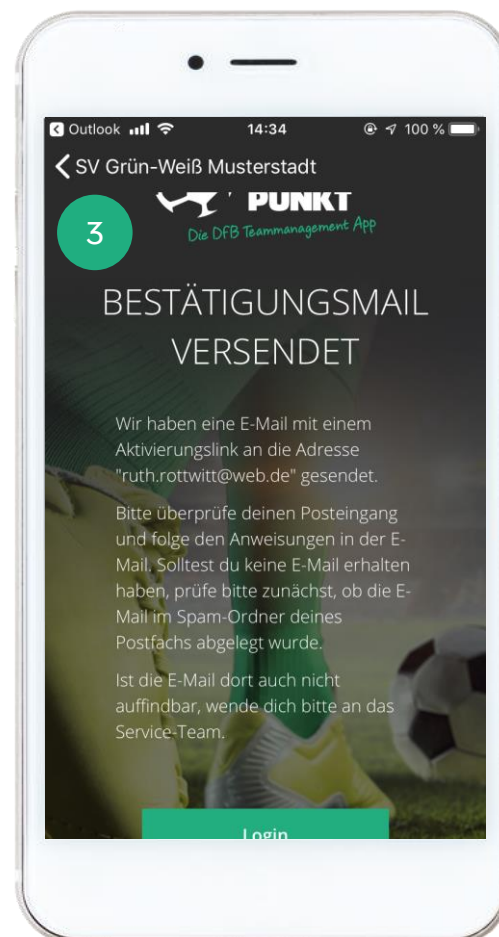 Outlook 14:34 100 %
SV Grün-Weiß Musterstadt
3
PUNKT
Die DFB Teammanagement App
BESTÄTIGUNGSMAIL
VERSENDET
Wir haben eine E-Mail mit einem
Aktivierungslink an die Adresse
"ruth.rottwitt@web.de" gesendet.
Bitte überprüfe deinen Posteingang
und folge den Anweisungen in der E-
Mail. Solltest du keine E-Mail erhalten
haben, prüfe bitte zunächst, ob die E-
Mail im Spam-Ordner deines
Postfachs abgelegt wurde.
Ist die E-Mail dort auch nicht
auffindbar, wende dich bitte an das
Service-Team.
Login